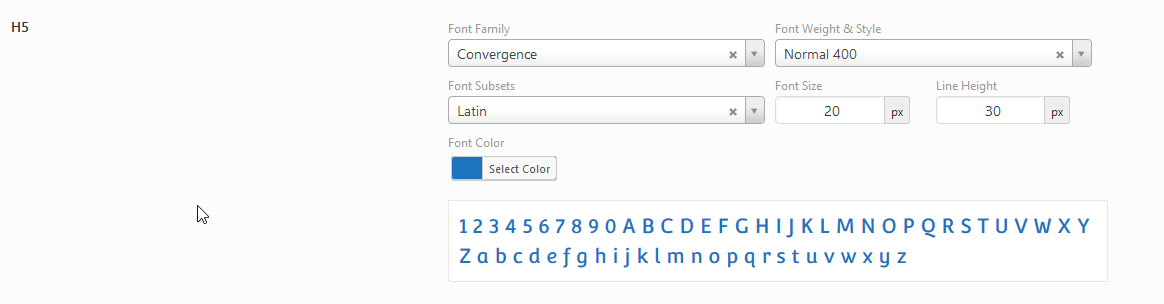 H5
Font Family
Font Weight & Style
Convergence
Normal 400
Font Subsets
Font Size
Line Height
Latin
20 px
30 px
Font Color
Select Color
1 2 3 4 5 6 7 8 9 0 A B C D E F G H I J K L M N O P Q R S T U V W X Y
Z a b c d e f g h i j k l m n o p q r s t u v w x y z